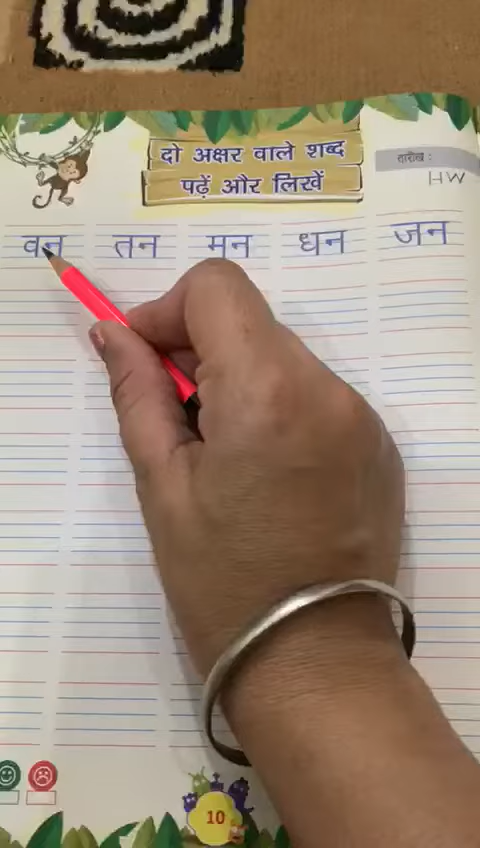 दो अक्षर वाले शब्द
पढ़ें और लिखें
तारीख :
HW
वन तन मन धन जन
10